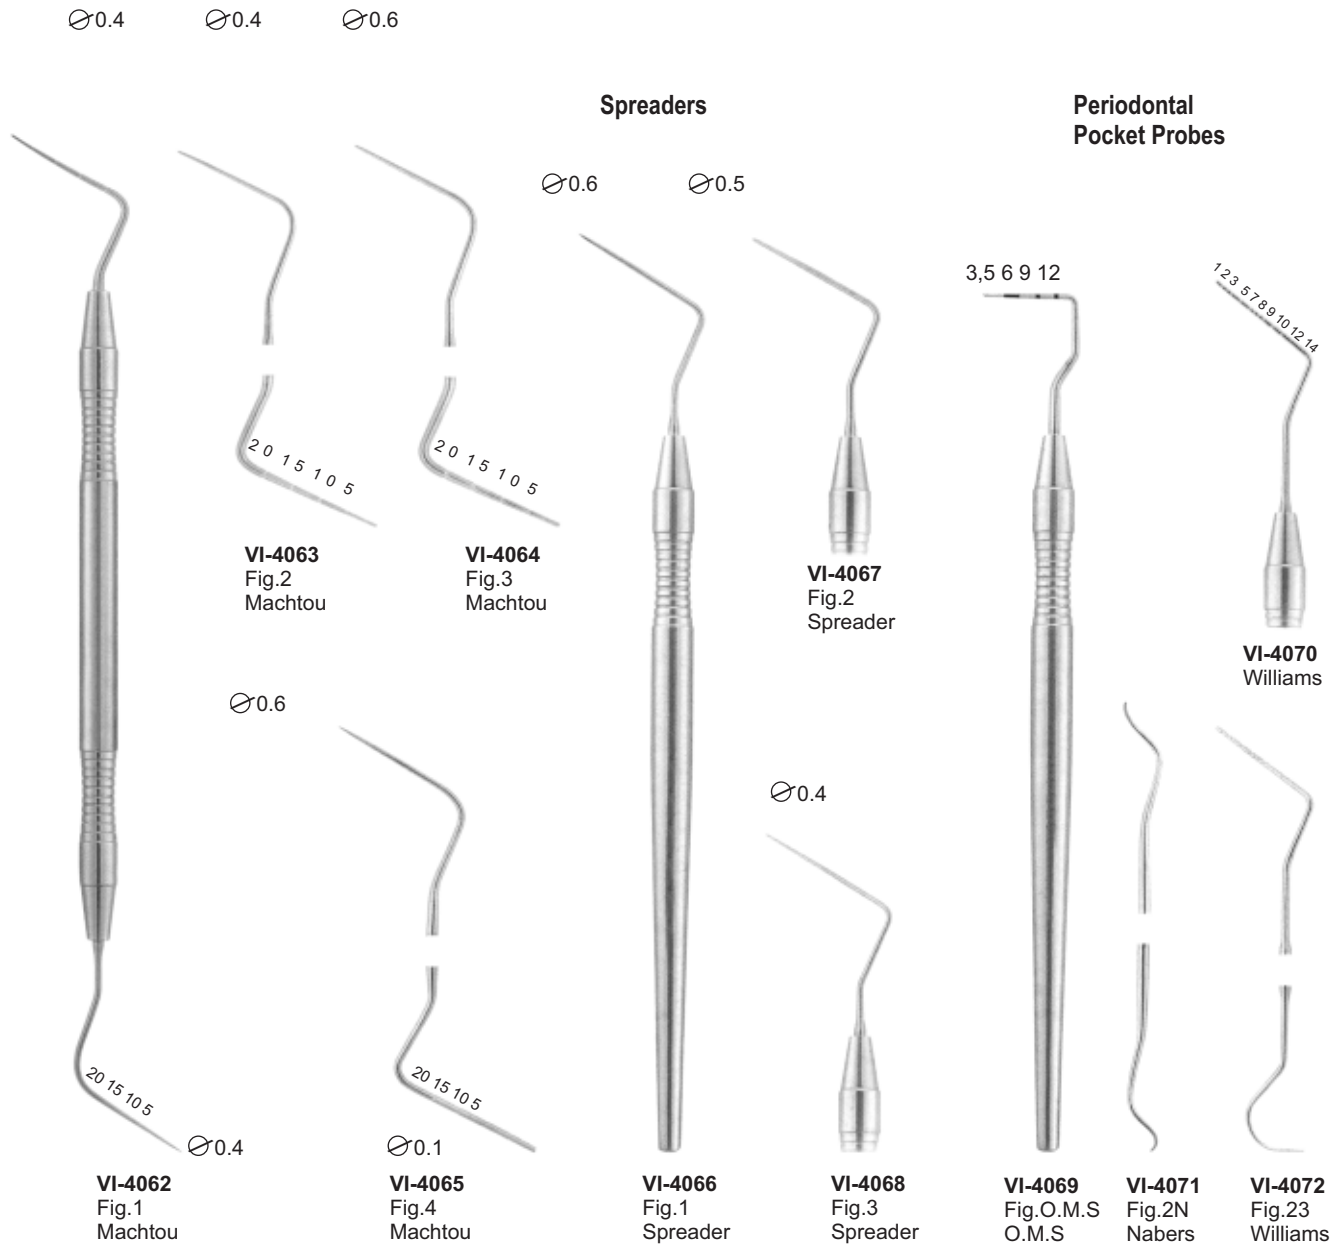 ⌀0.4 ⌀0.4 ⌀0.6
Spreaders
Periodontal
Pocket Probes
⌀0.6 ⌀0.5
3,5 6 9 12
1 2 3 5 7 8 9 10 12 14
2 0 1 5 1 0 5
2 0 1 5 1 0 5
VI-4063
Fig.2
Machtou
VI-4064
Fig.3
Machtou
VI-4067
Fig.2
Spreader
VI-4070
Williams
⌀0.6
⌀0.4
20 15 10 5
⌀0.4
20 15 10 5
⌀0.1
VI-4062
Fig.1
Machtou
VI-4065
Fig.4
Machtou
VI-4066
Fig.1
Spreader
VI-4068
Fig.3
Spreader
VI-4069
Fig.O.M.S
O.M.S
VI-4071
Fig.2N
Nabers
VI-4072
Fig.23
Williams